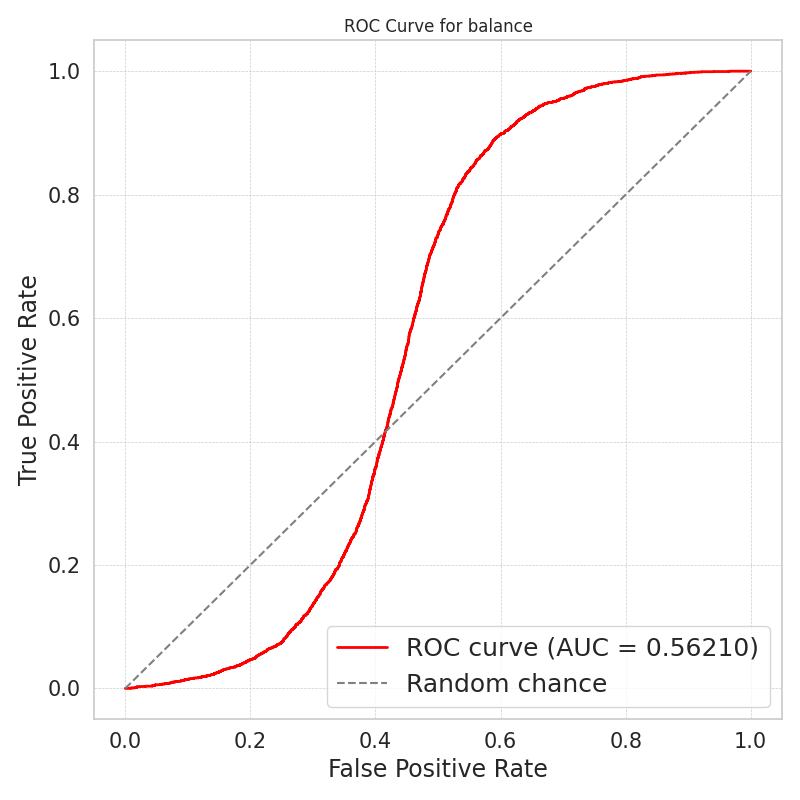 ROC Curve for balance
1.0
0.8
0.6
0.4
0.2
0.0
True Positive Rate
ROC curve (AUC = 0.56210)
Random chance
0.0 0.2 0.4 0.6 0.8 1.0
False Positive Rate